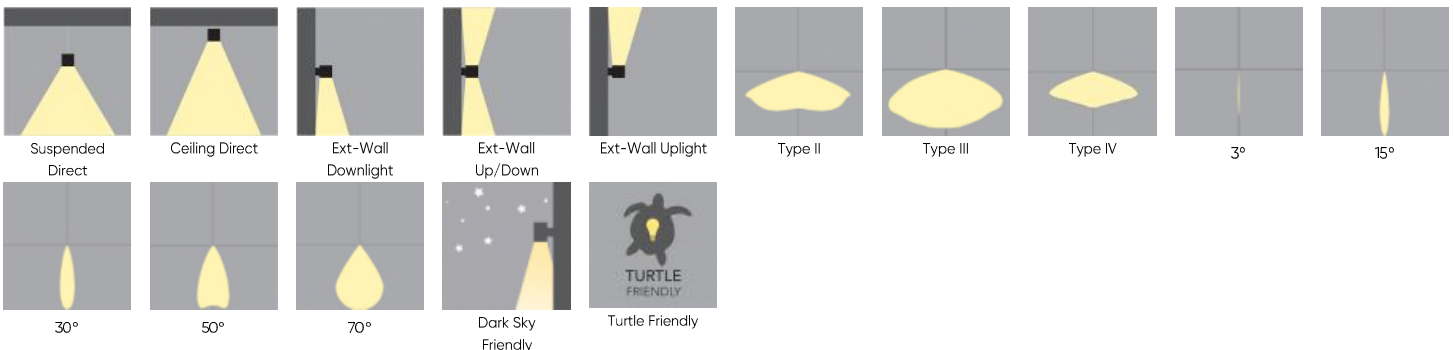 Suspended
Direct
Ceiling Direct
Ext-Wall
Downlight
Ext-Wall
Up/Down
Ext-Wall Uplight
Type II
Type III
Type IV
3°
15°
30°
50°
70°
Dark Sky
Friendly
TURTLE
FRIENDLY
Turtle Friendly